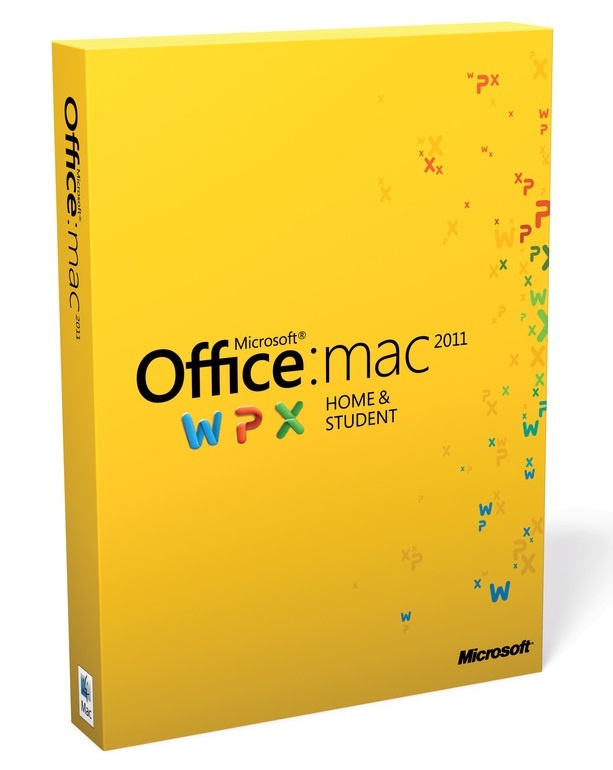 Microsoft®
Office:mac 2011
W P X
HOME &
STUDENT
Microsoft
Microsoft®
Office:mac 2011
Mac